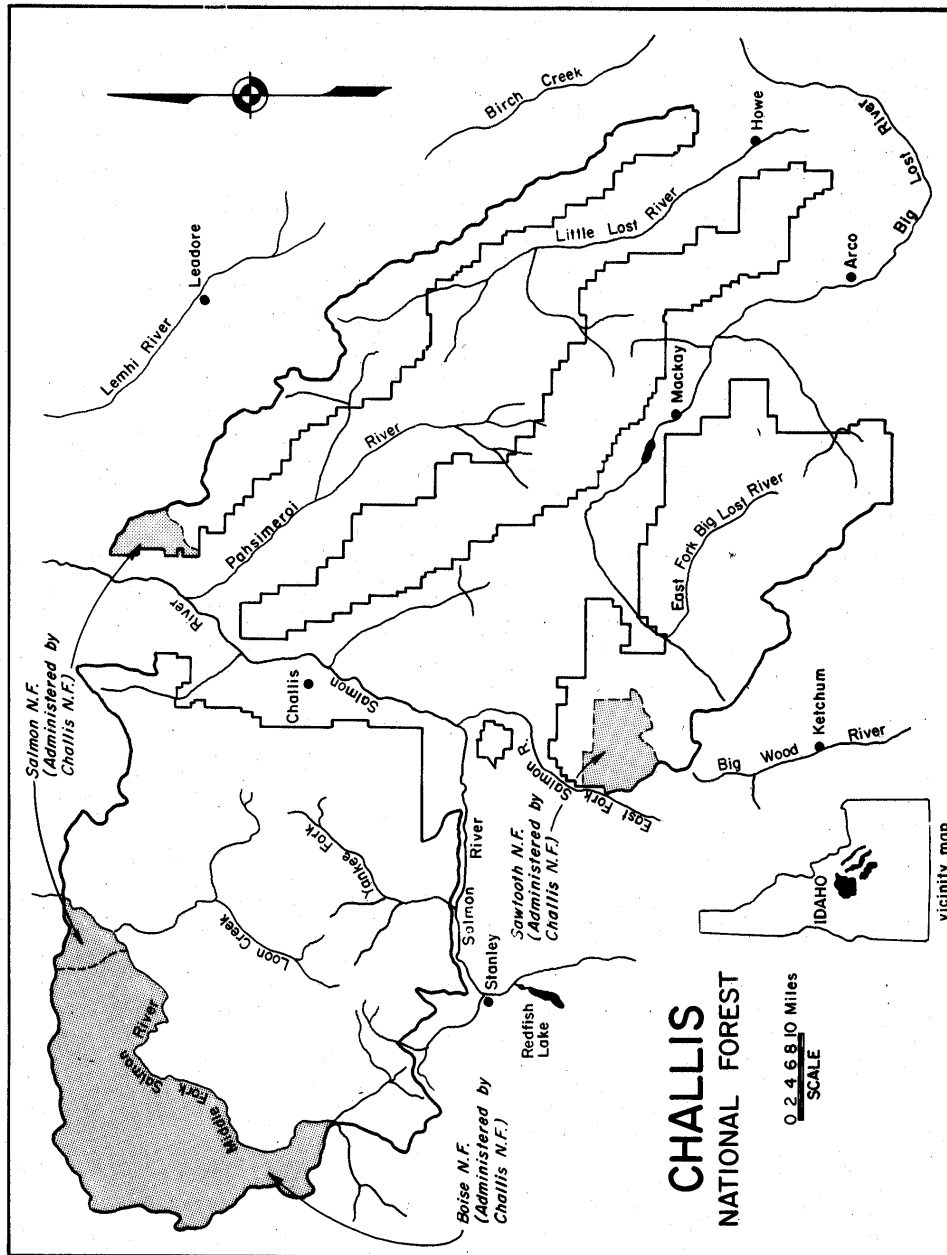 Salmon N.F.
(Administered by
Challis N.F.)
Lemhi River
Leadore
Birch Creek
River
Pahsimeroi River
Little Lost River
Howe
Big Lost River
Arco
Mackay
East Fork Big Lost River
Challis
Salmon
Middle Fork
Salmon River
Loon Creek
Yankee Fork
Salmon River
Stanley
Redfish
Lake
East Fork
Salmon R.
Sawtooth N.F.
(Administered by
Challis N.F.)
Big Wood River
Ketchum
Boise N.F.
(Administered by
Challis N.F.)
CHALLIS
NATIONAL FOREST
0 2 4 6 8 10 Miles
SCALE
IDAHO
vicinity map